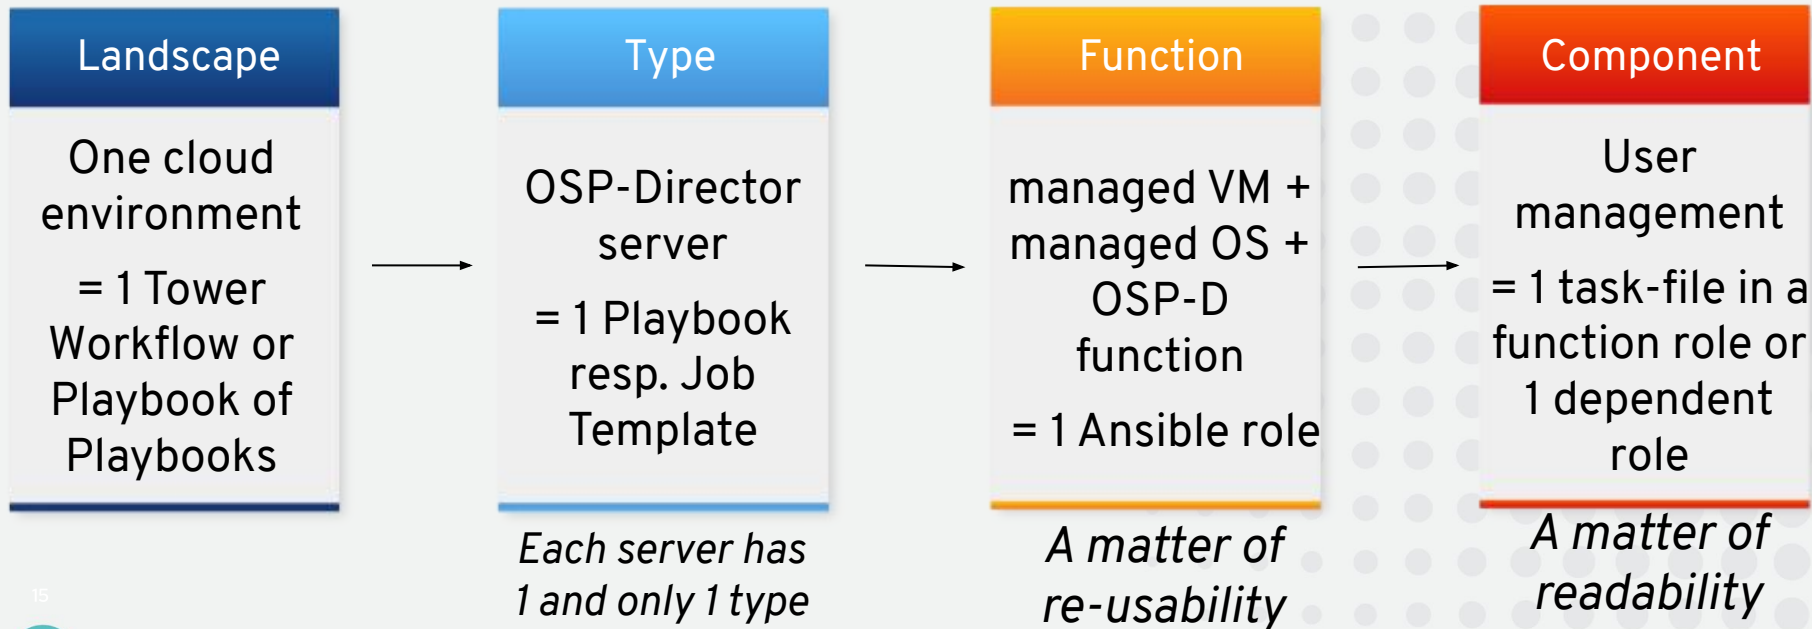 Landscape
One cloud
environment
= 1 Tower
Workflow or
Playbook of
Playbooks
Type
OSP-Director
server
= 1 Playbook
resp. Job
Template
Each server has
1 and only 1 type
Function
managed VM +
managed OS +
OSP-D
function
= 1 Ansible role
A matter of
re-usability
Component
User
management
= 1 task-file in a
function role or
1 dependent
role
A matter of
readability
15